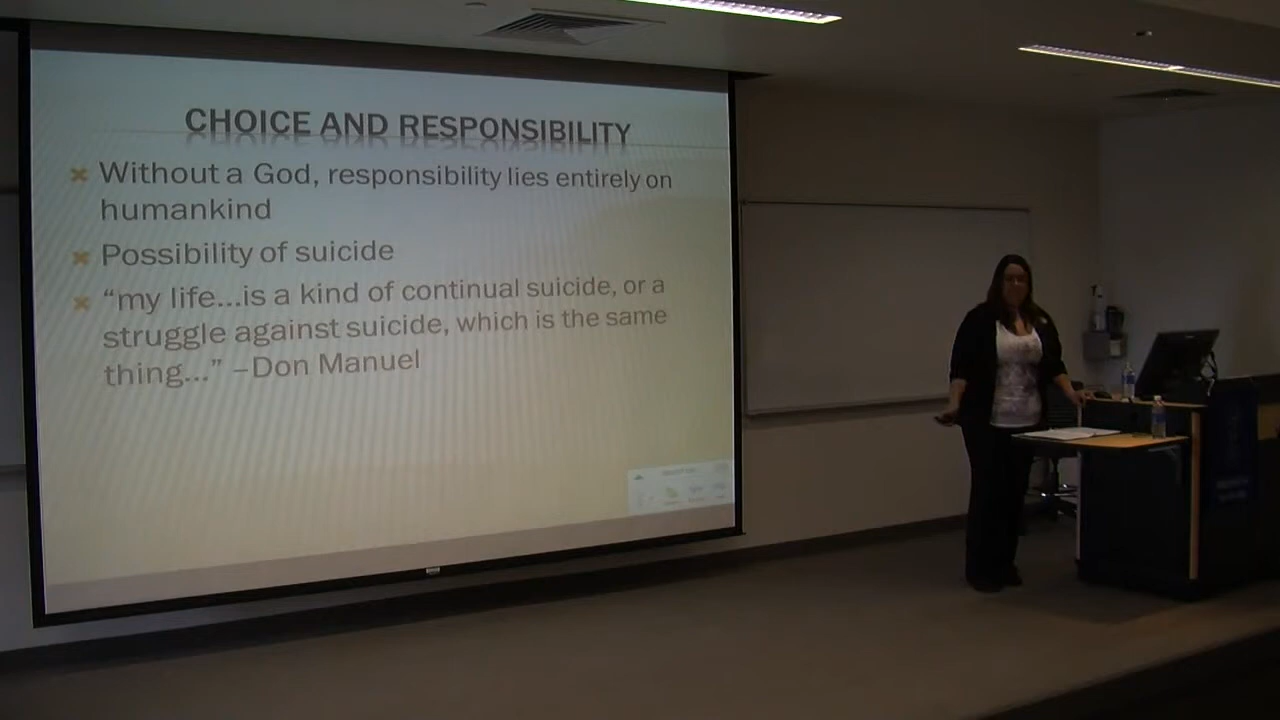 CHOICE AND RESPONSIBILITY
Without a God, responsibility lies entirely on
humankind
Possibility of suicide
“my life...is a kind of continual suicide, or a
struggle against suicide, which is the same
thing...” –Don Manuel